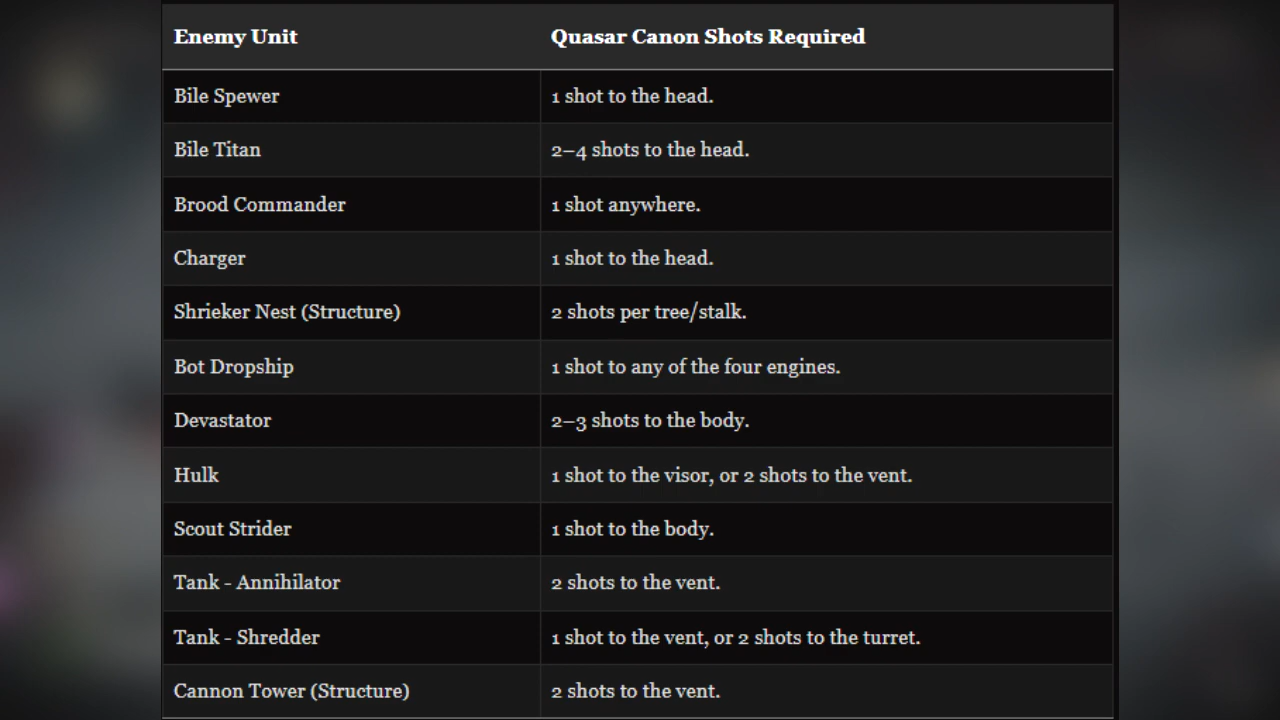 Enemy Unit Quasar Canon Shots Required
Bile Spewer 1 shot to the head.
Bile Titan 2–4 shots to the head.
Brood Commander 1 shot anywhere.
Charger 1 shot to the head.
Shrieker Nest (Structure) 2 shots per tree/stalk.
Bot Dropship 1 shot to any of the four engines.
Devastator 2–3 shots to the body.
Hulk 1 shot to the visor, or 2 shots to the vent.
Scout Strider 1 shot to the body.
Tank - Annihilator 2 shots to the vent.
Tank - Shredder 1 shot to the vent, or 2 shots to the turret.
Cannon Tower (Structure) 2 shots to the vent.